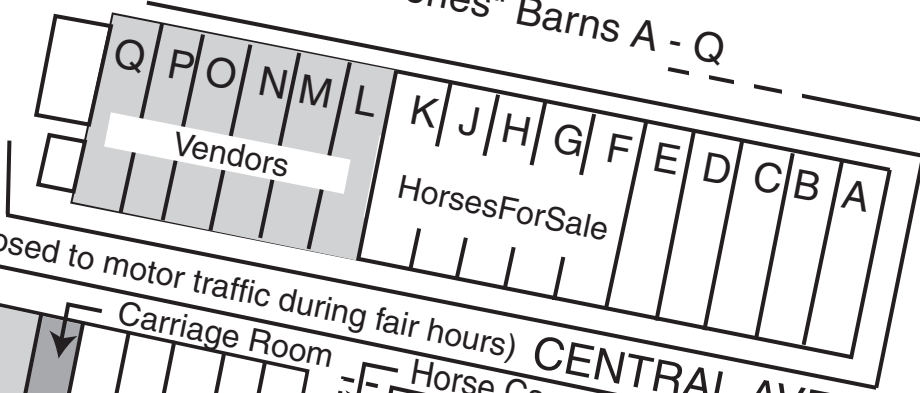 Barns A - Q
Q P O N M L K J H G F E D C B A
Vendors
HorsesForSale
to motor traffic during fair hours)
CENTRAL
Carriage Room
Horse